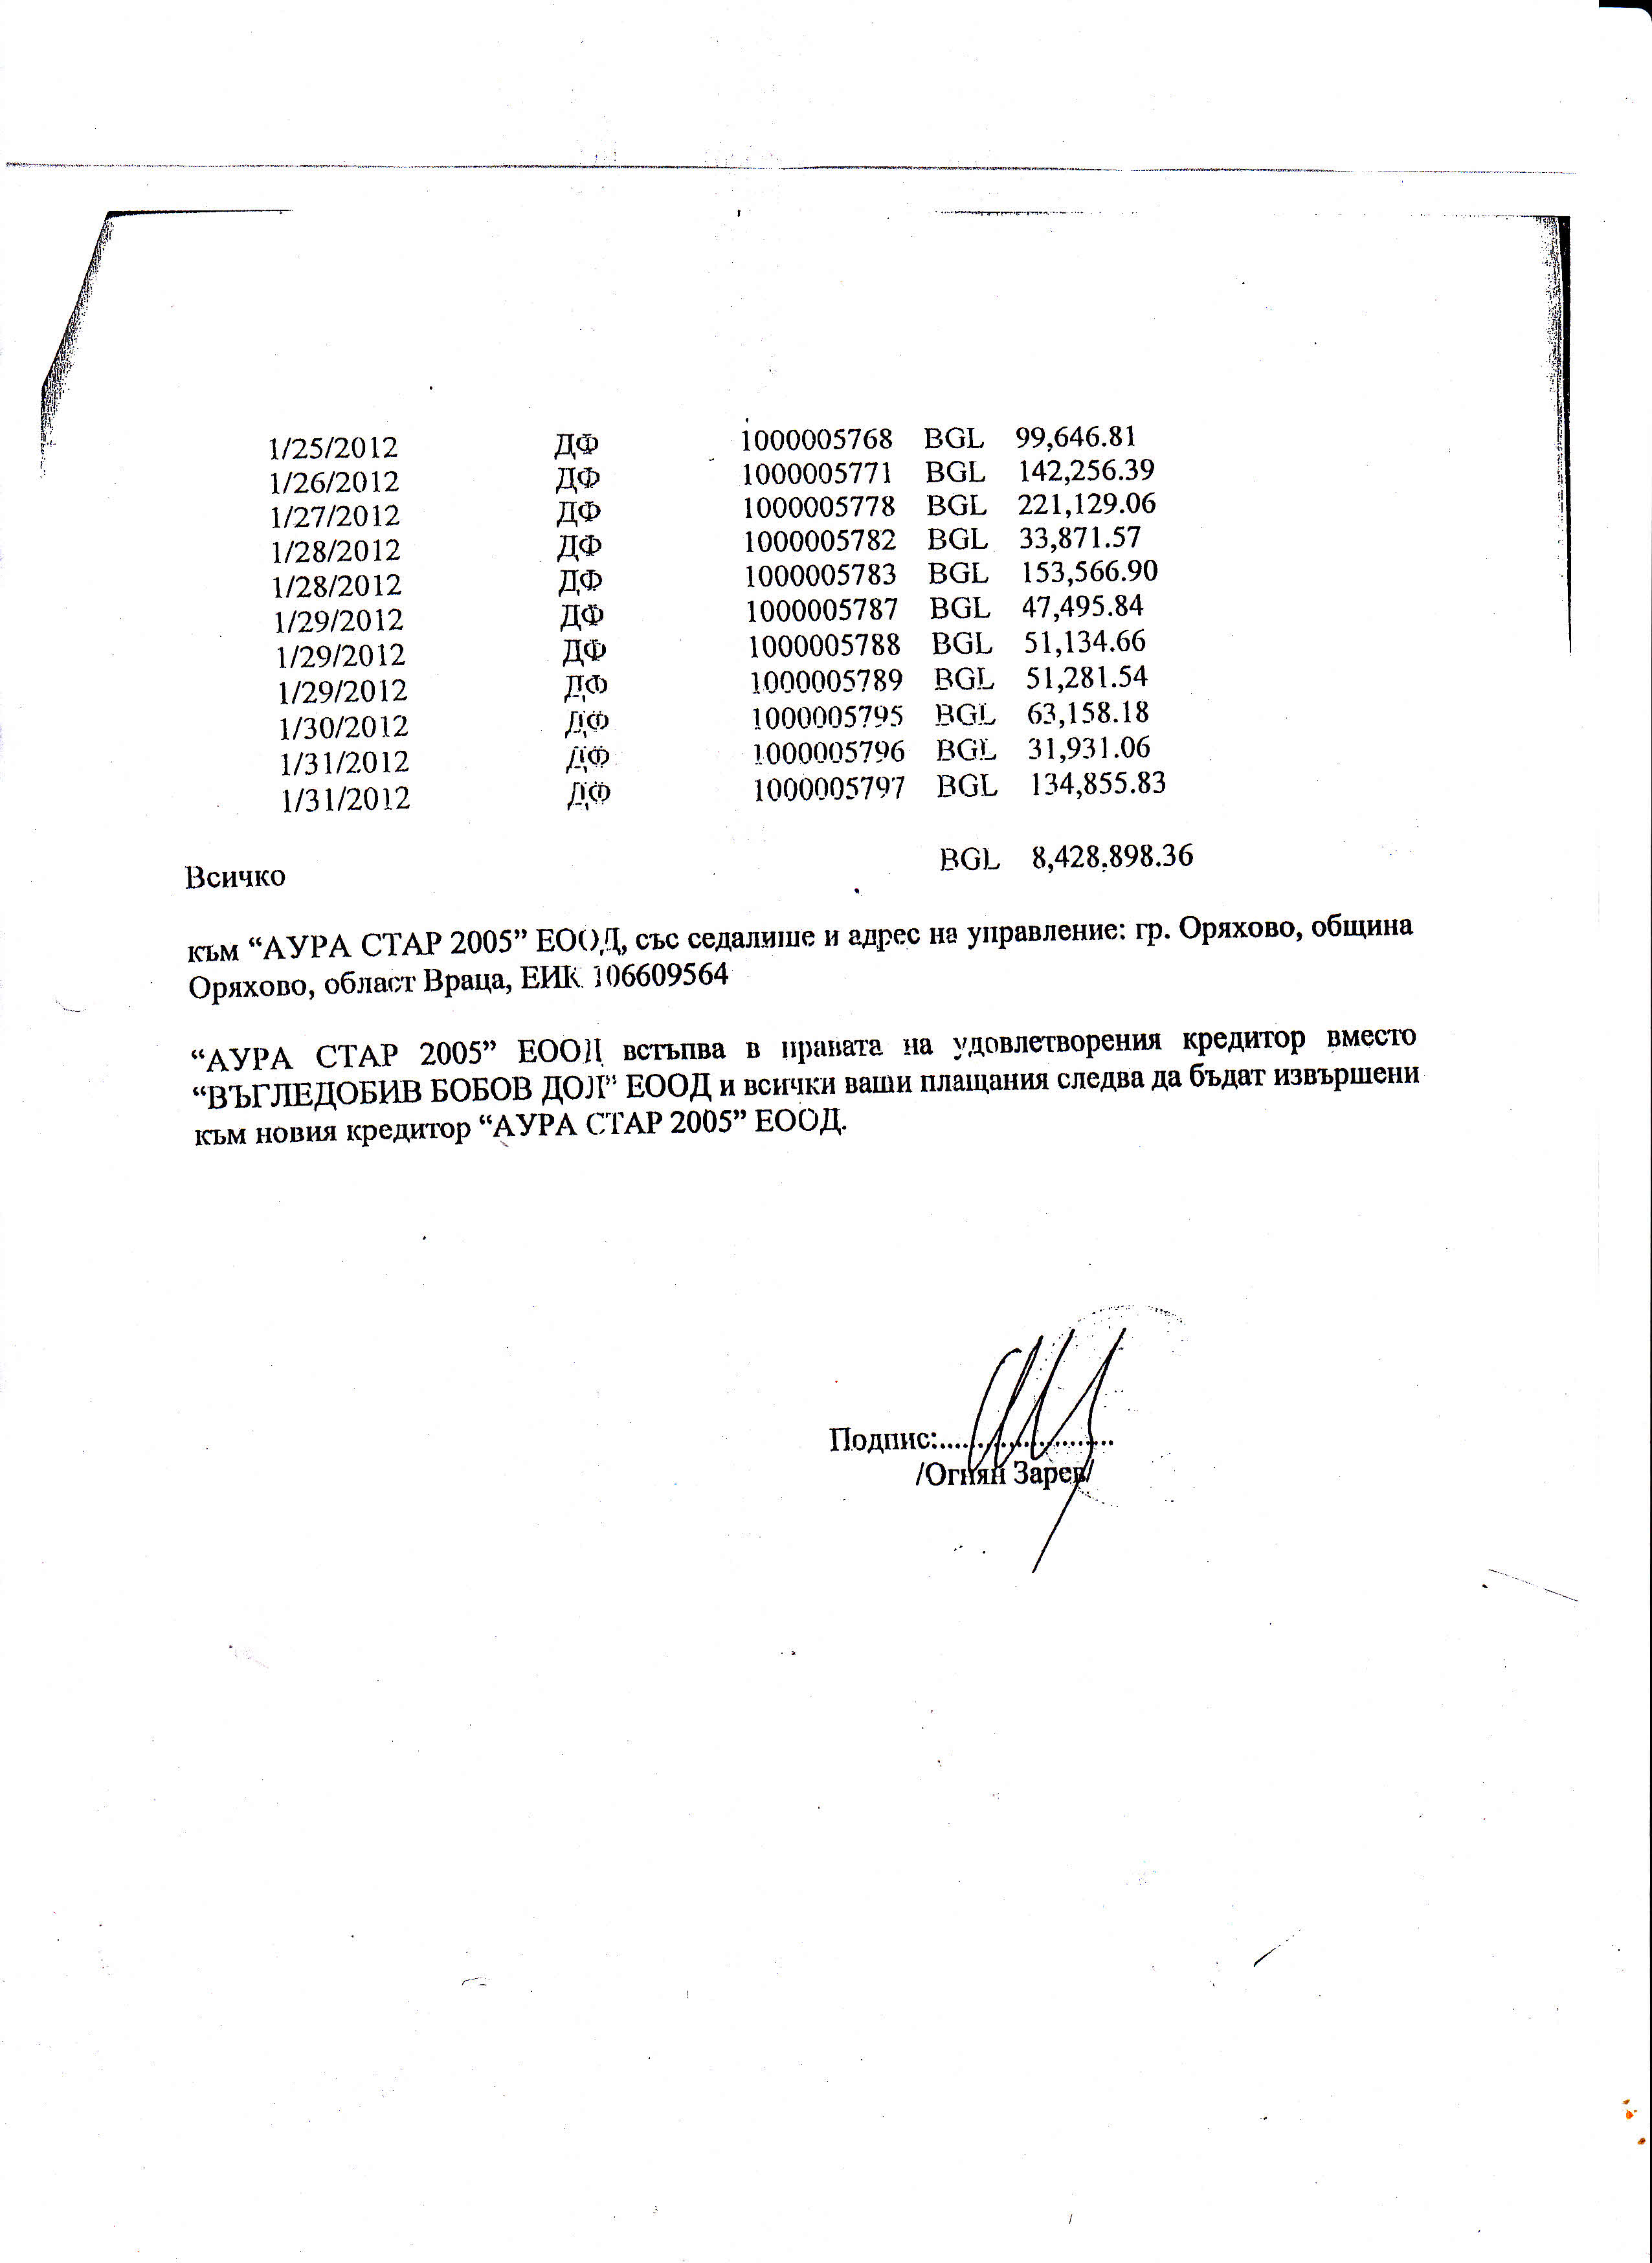 1/25/2012 ДФ 1000005768 BGL 99,646.81
1/26/2012 ДФ 1000005771 BGL 142,256.39
1/27/2012 ДФ 1000005778 BGL 221,129.06
1/28/2012 ДФ 1000005782 BGL 33,871.57
1/28/2012 ДФ 1000005783 BGL 153,566.90
1/29/2012 ДФ 1000005787 BGL 47,495.84
1/29/2012 ДФ 1000005788 BGL 51,134.66
1/29/2012 ДФ 1000005789 BGL 51,281.54
1/30/2012 ДФ 1000005795 BGL 63,158.18
1/31/2012 ДФ 1000005796 BGL 31,931.06
1/31/2012 ДФ 1000005797 BGL 134,855.83
Всичко BGL 8,428,898.36
към “АУРА СТАР 2005” ЕООД, със седалище и адрес на управление: гр. Оряхово, община
Оряхово, област Враца, ЕИК 106609564
“АУРА СТАР 2005” ЕООД встъпва в правата на удовлетворения кредитор вместо
“ВЪГЛЕДОБИВ БОБОВ ДОЛ” ЕООД и всички ваши плащания следва да бъдат извършени
към новия кредитор “АУРА СТАР 2005” ЕООД.
Подпис:........................
/Огнян Зарев/